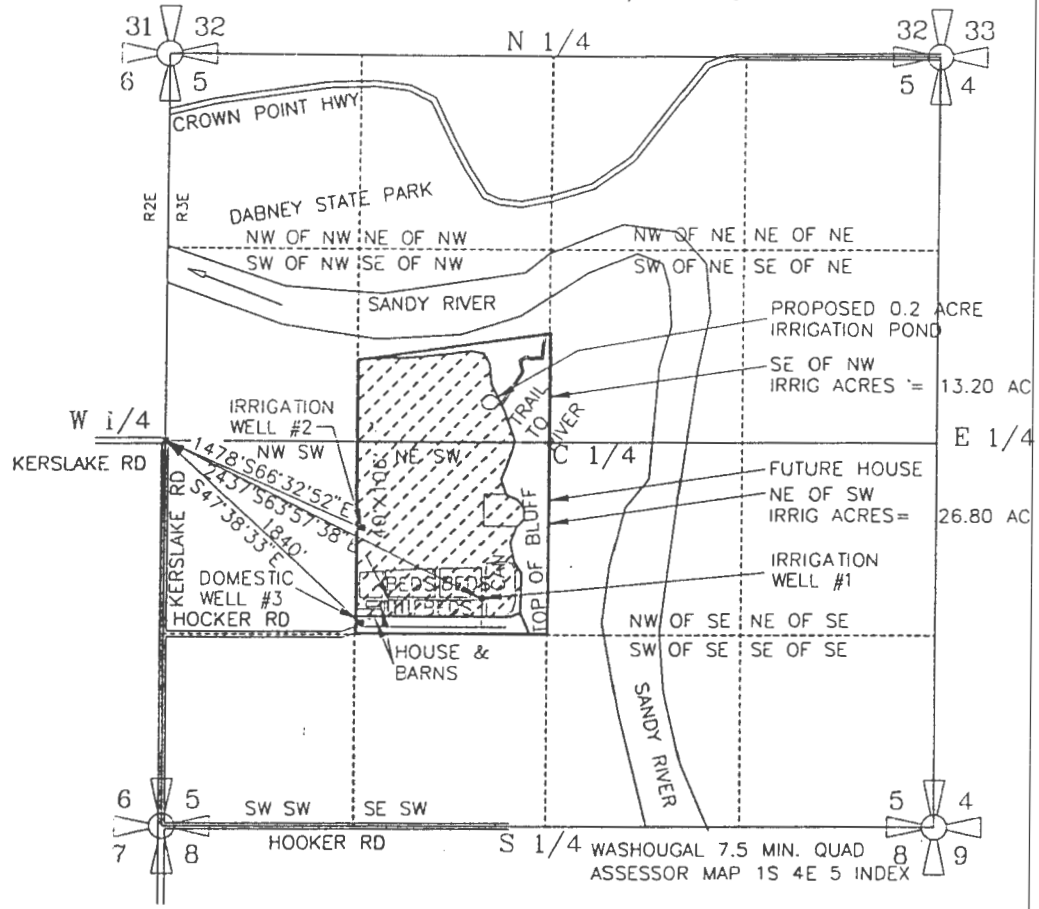 31 32
6 5
N 1/4
32 33
5 4
CROWN POINT HWY
R2E
R3E
DABNEY STATE PARK
NW OF NW NE OF NW
SW OF NW SE OF NW
NW OF NE NE OF NE
SW OF NE SE OF NE
SANDY RIVER
PROPOSED 0.2 ACRE
IRRIGATION POND
SE OF NW
IRRIG ACRES = 13.20 AC
TRAIL
TO
RIVER
IRRIGATION
WELL #2
W 1/4
NW SW
NE SW
C 1/4
E 1/4
KERSLAKE RD
1478'S66'32'52"E
2437'S63'57'38"E
1840'
S47'38'33"E
KERSLAKE RD
FUTURE HOUSE
NE OF SW
IRRIG ACRES= 26.80 AC
TOP OF BLUFF
IRRIGATION
WELL #1
DOMESTIC
WELL #3
BEDS BEDS
HOCKER RD
HOUSE &
BARNS
NW OF SE NE OF SE
SW OF SE SE OF SE
SANDY RIVER
6 5
7 8
SW SW SE SW
HOOKER RD
S 1/4
5 4
8 9
WASHOUGAL 7.5 MIN. QUAD
ASSESSOR MAP 1S 4E 5 INDEX